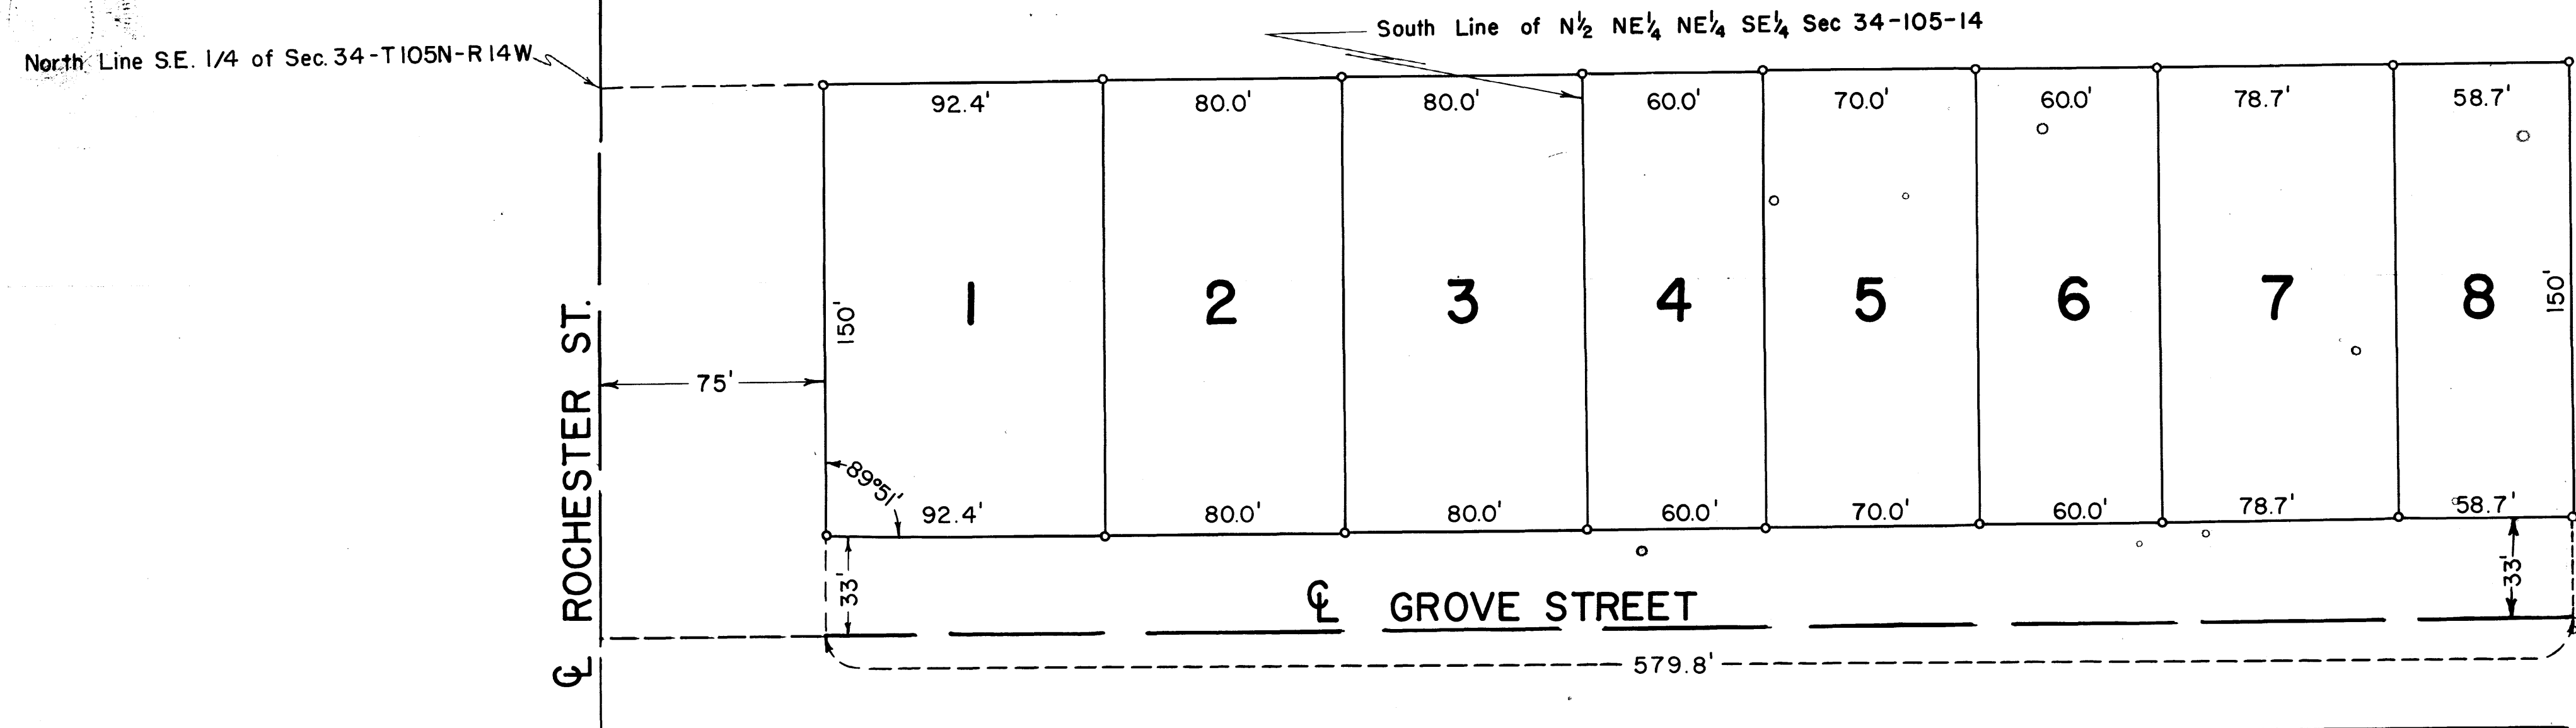 South Line of N½ NE¼ NE¼ SE¼ Sec 34-105-14
North Line S.E. 1/4 of Sec. 34-T105N-R14W
92.4' 80.0' 80.0' 60.0' 70.0' 60.0' 78.7' 58.7'
1 2 3 4 5 6 7 8
150' 150'
75'
89°51'
92.4' 80.0' 80.0' 60.0' 70.0' 60.0' 78.7' 58.7'
33' 33'
℄ ROCHESTER ST.
℄ GROVE STREET
579.8'